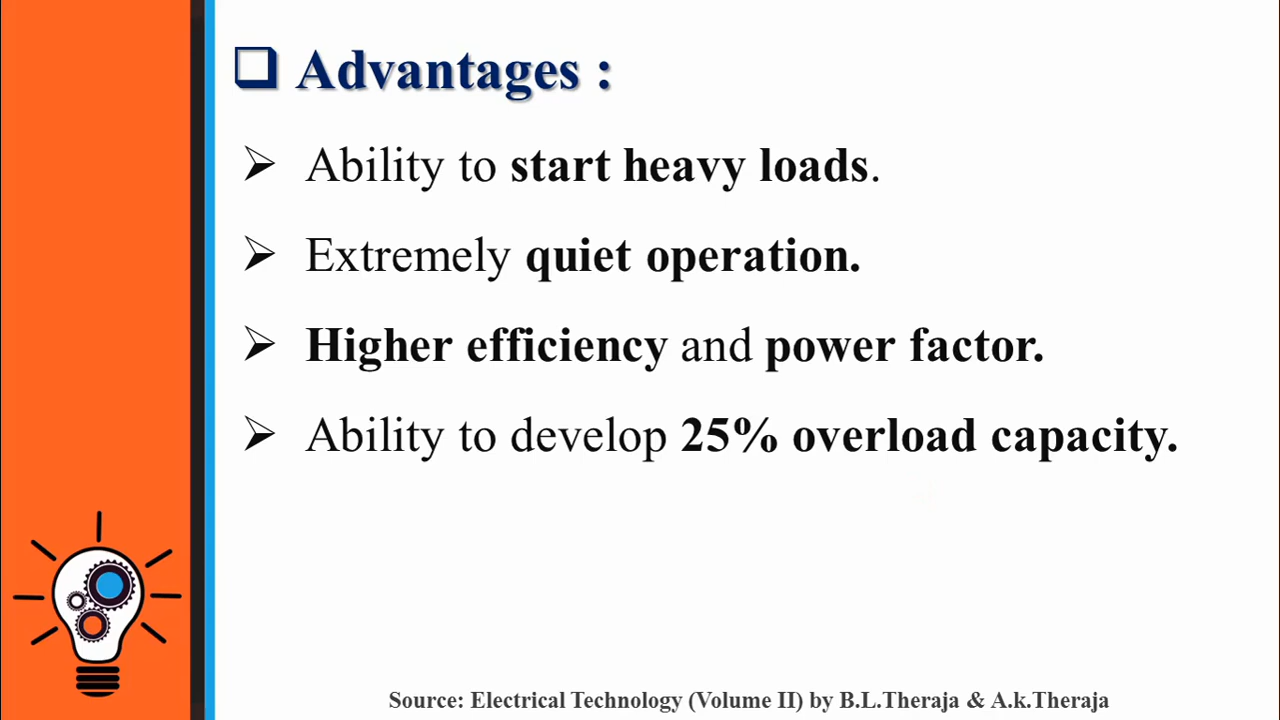 Advantages :
Ability to start heavy loads.
Extremely quiet operation.
Higher efficiency and power factor.
Ability to develop 25% overload capacity.
Source: Electrical Technology (Volume II) by B.L.Theraja & A.k.Theraja